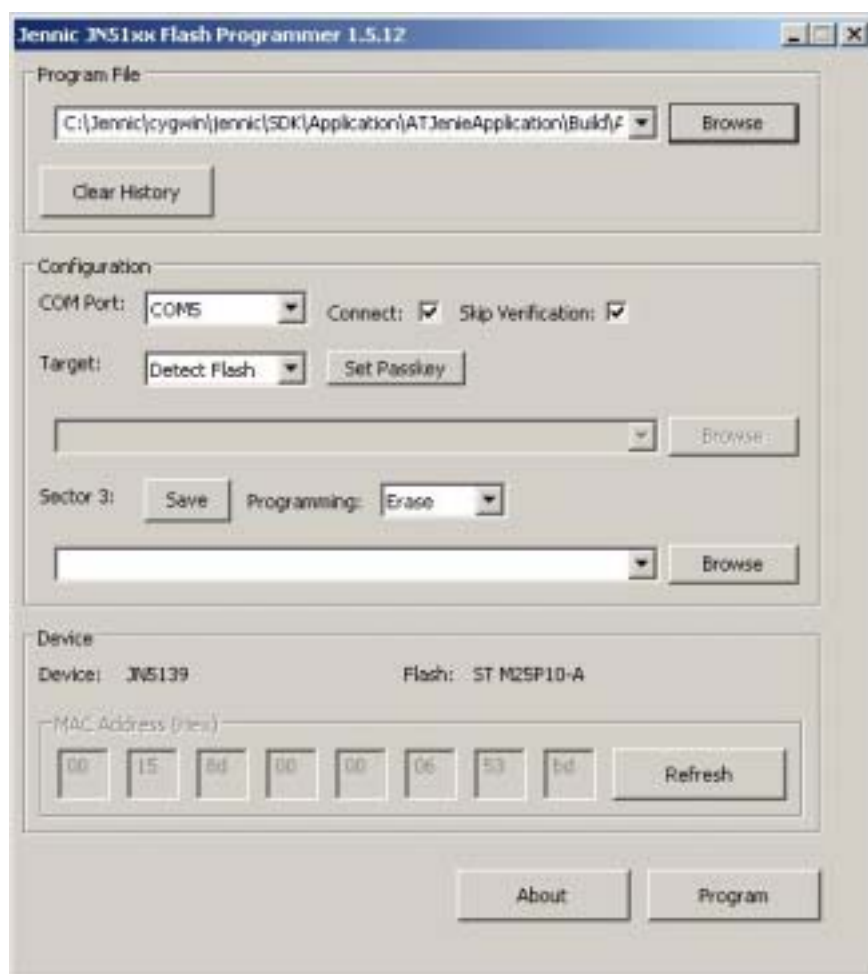 Jennic JN51xx Flash Programmer 1.5.12
Program File
C:\Jennic\cygwin\jennic\SDK\Application\ATJenieApplication\Build\A
Browse
Clear History
Configuration
COM Port: COM5 Connect: Skip Verification:
Target: Detect Flash Set Passkey
Browse
Sector 3: Save Programming: Erase
Browse
Device
Device: JN5139 Flash: ST M25P10-A
MAC Address (Hex)
00 15 8d 00 00 06 53 bd Refresh
About Program